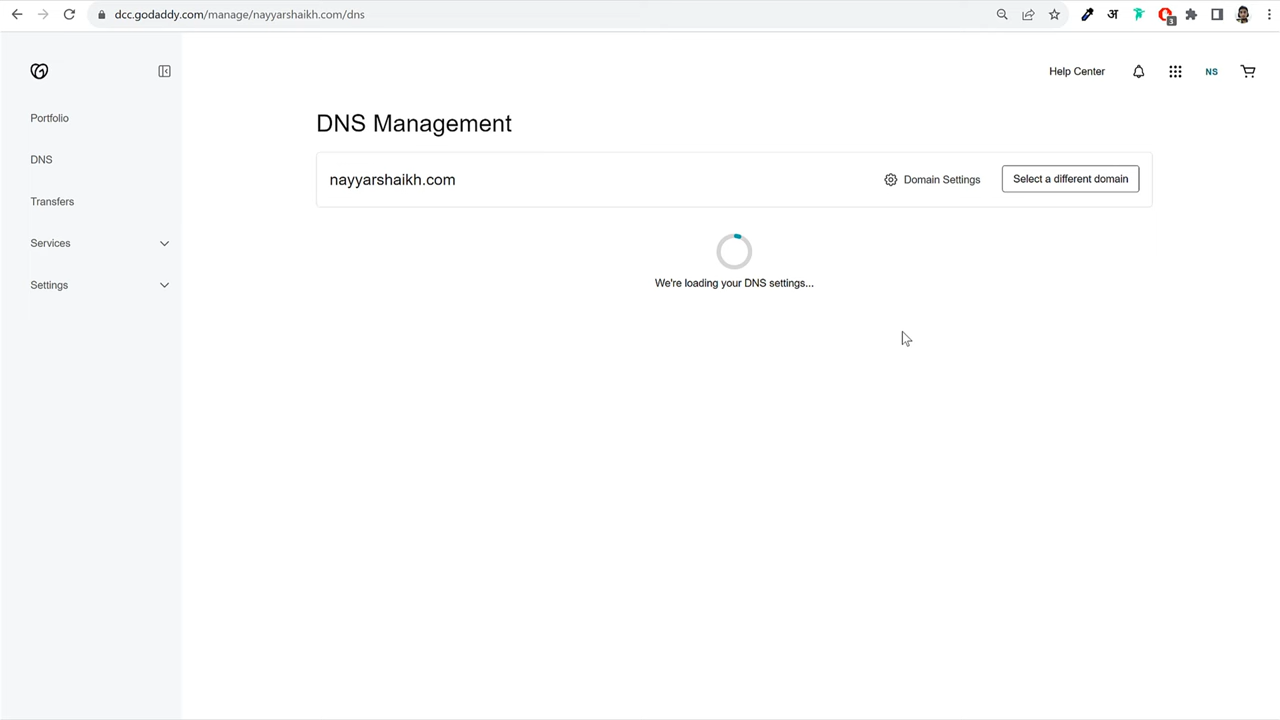 dcc.godaddy.com/manage/nayyarshaikh.com/dns
अ
3
Help Center
NS
Portfolio
DNS
Transfers
Services
Settings
DNS Management
nayyarshaikh.com
Domain Settings
Select a different domain
We're loading your DNS settings...